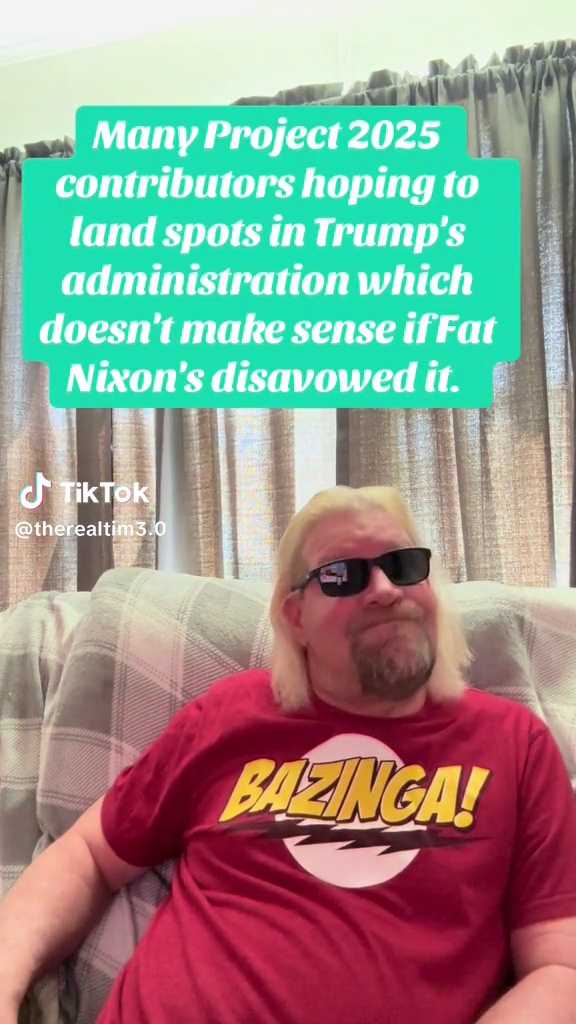 Many Project 2025
contributors hoping to
land spots in Trump's
administration which
doesn't make sense if Fat
Nixon's disavowed it.
TikTok
@therealtim3.0
BAZINGA!